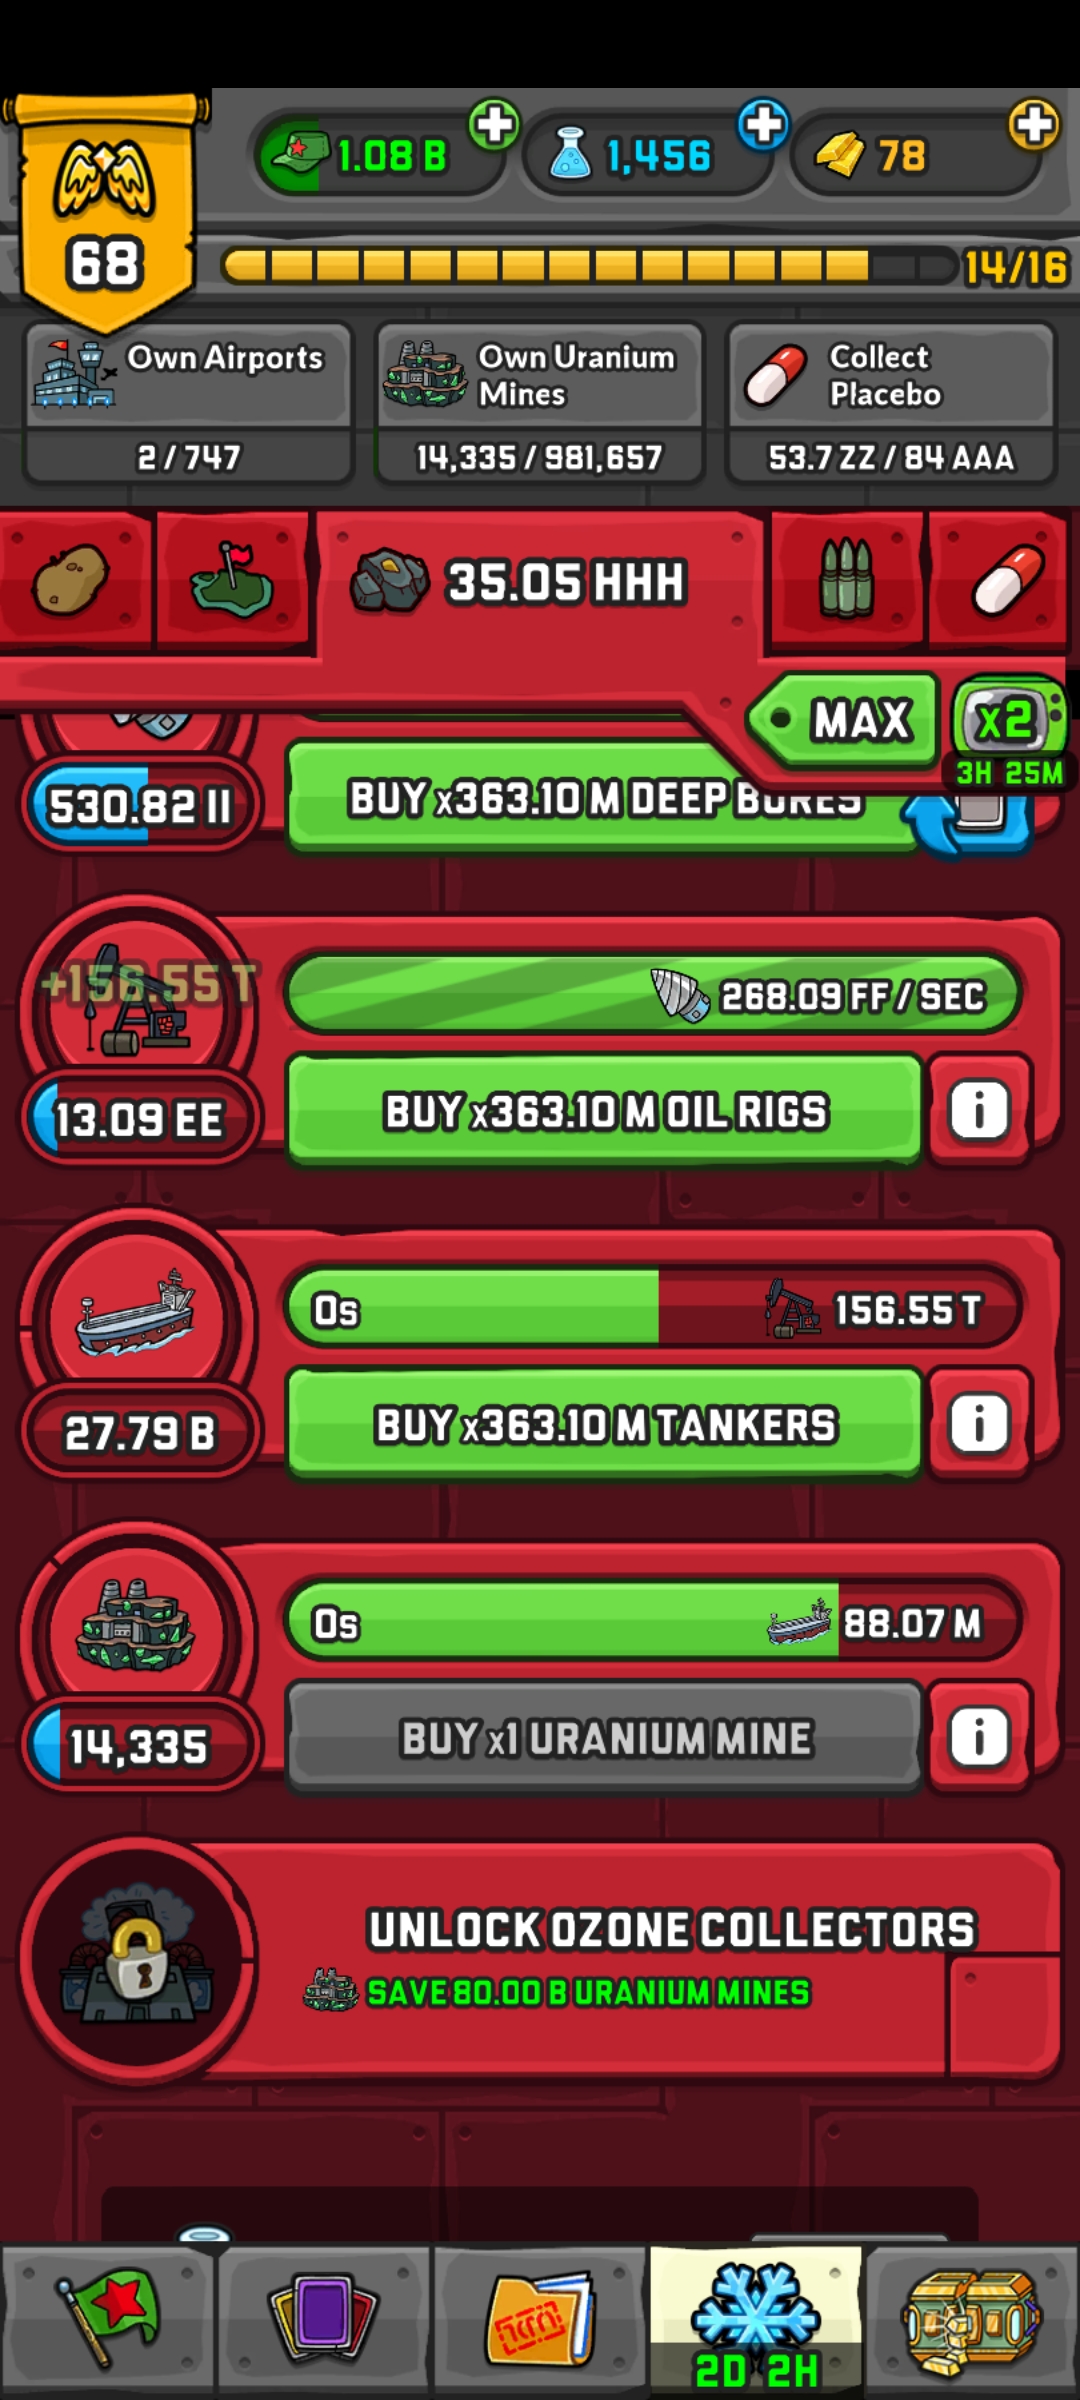 1.08 B
1,456
78
68
14/16
Own Airports
2 / 747
Own Uranium
Mines
14,335 / 981,657
Collect
Placebo
53.7 ZZ / 84 AAA
35.05 HHH
MAX
x2
3H 25M
530.82 II
BUY x363.10 M DEEP BORES
+156.55 T
268.09 FF / SEC
13.09 EE
BUY x363.10 M OIL RIGS
i
0s
156.55 T
27.79 B
BUY x363.10 M TANKERS
i
0s
88.07 M
14,335
BUY x1 URANIUM MINE
i
UNLOCK OZONE COLLECTORS
SAVE 80.00 B URANIUM MINES
2D 2H